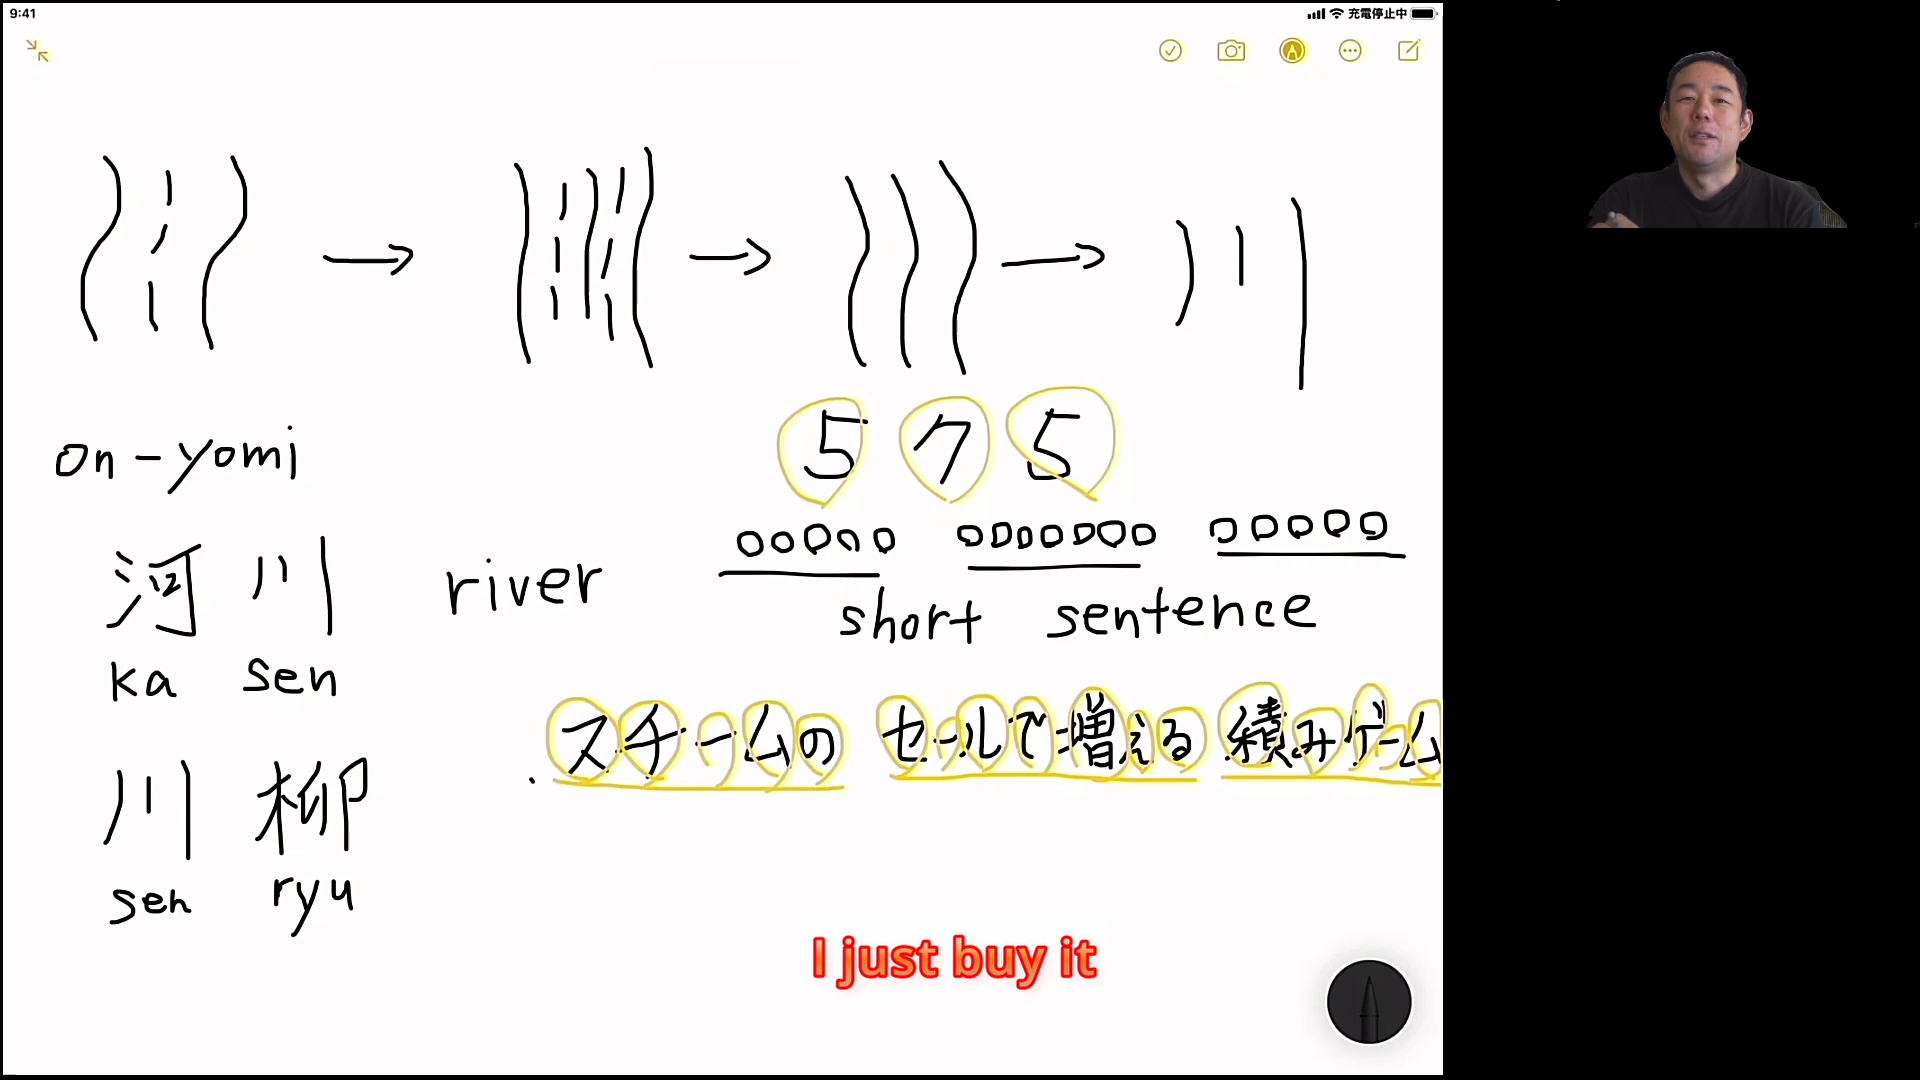 9:41 充電停止中
川
on-yomi
5 7 5
河川 river
ka sen
short sentence
スチームの セールで増える 積みゲーム
川柳
sen ryu
I just buy it